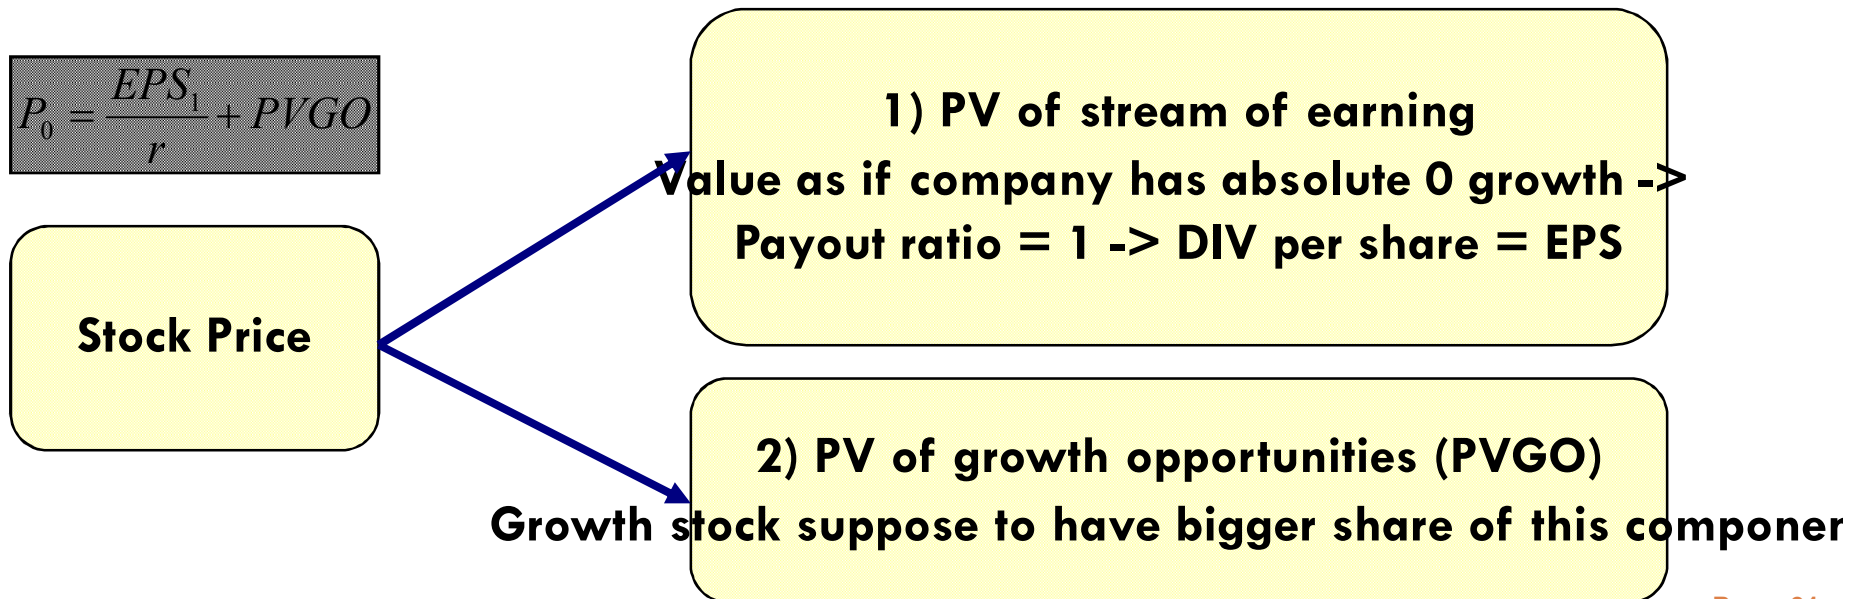 P₀ = EPS₁ / r + PVGO
Stock Price
1) PV of stream of earning
Value as if company has absolute 0 growth ->
Payout ratio = 1 -> DIV per share = EPS
2) PV of growth opportunities (PVGO)
Growth stock suppose to have bigger share of this